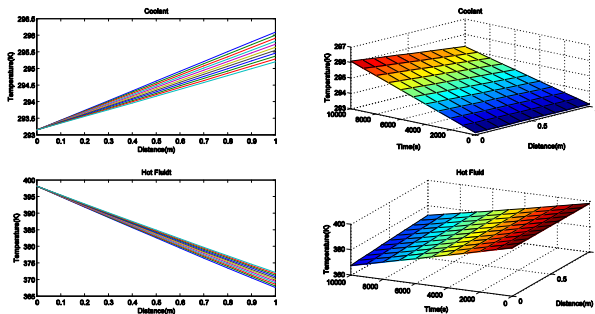 Coolant
296.5
296
295.5
295
294.5
294
293.5
293
Temperature(K)
0 0.1 0.2 0.3 0.4 0.5 0.6 0.7 0.8 0.9 1
Distance(m)
Coolant
297
296
295
294
293
Temperature(K)
10000 8000 6000 4000 2000 0
Time(s)
0 0.5
Distance(m)
Hot Fluidt
400
395
390
385
380
375
370
365
Temperature(K)
0 0.1 0.2 0.3 0.4 0.5 0.6 0.7 0.8 0.9 1
Distance(m)
Hot Fluid
400
380
360
Temperature(K)
10000 8000 6000 4000 2000 0
Time(s)
0 0.5
Distance(m)